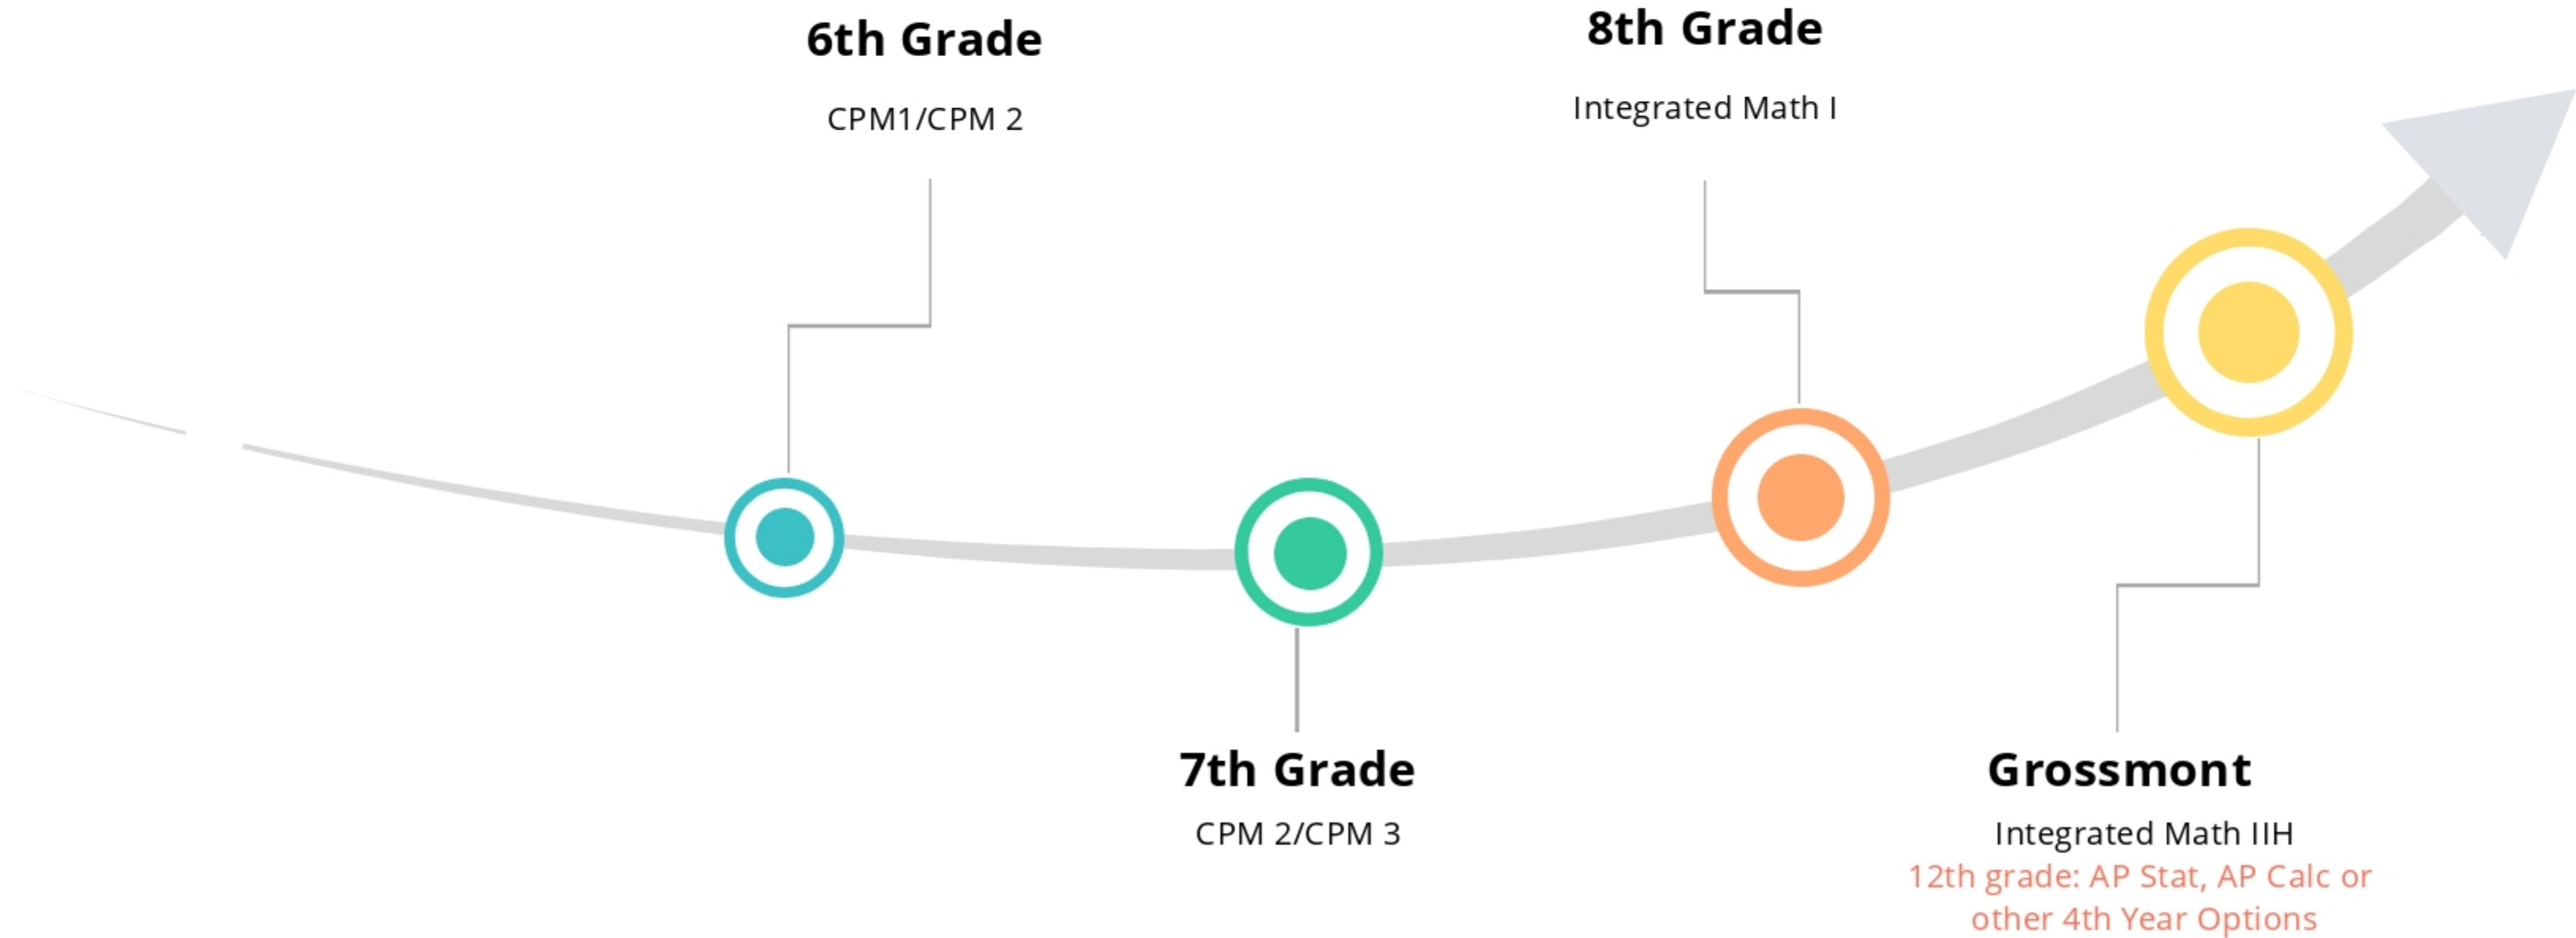 6th Grade
CPM1/CPM 2
7th Grade
CPM 2/CPM 3
8th Grade
Integrated Math I
Grossmont
Integrated Math IIH
12th grade: AP Stat, AP Calc or
other 4th Year Options